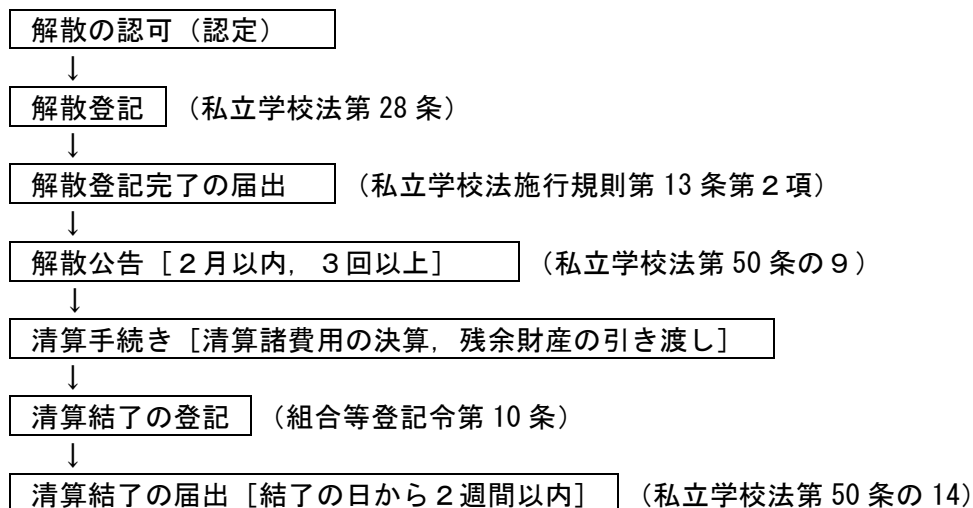 解散の認可（認定）
↓
解散登記 （私立学校法第 28 条）
↓
解散登記完了の届出 （私立学校法施行規則第 13 条第２項）
↓
解散公告［２月以内，３回以上］ （私立学校法第 50 条の９）
↓
清算手続き［清算諸費用の決算，残余財産の引き渡し］
↓
清算結了の登記 （組合等登記令第 10 条）
↓
清算結了の届出［結了の日から２週間以内］ （私立学校法第 50 条の 14）